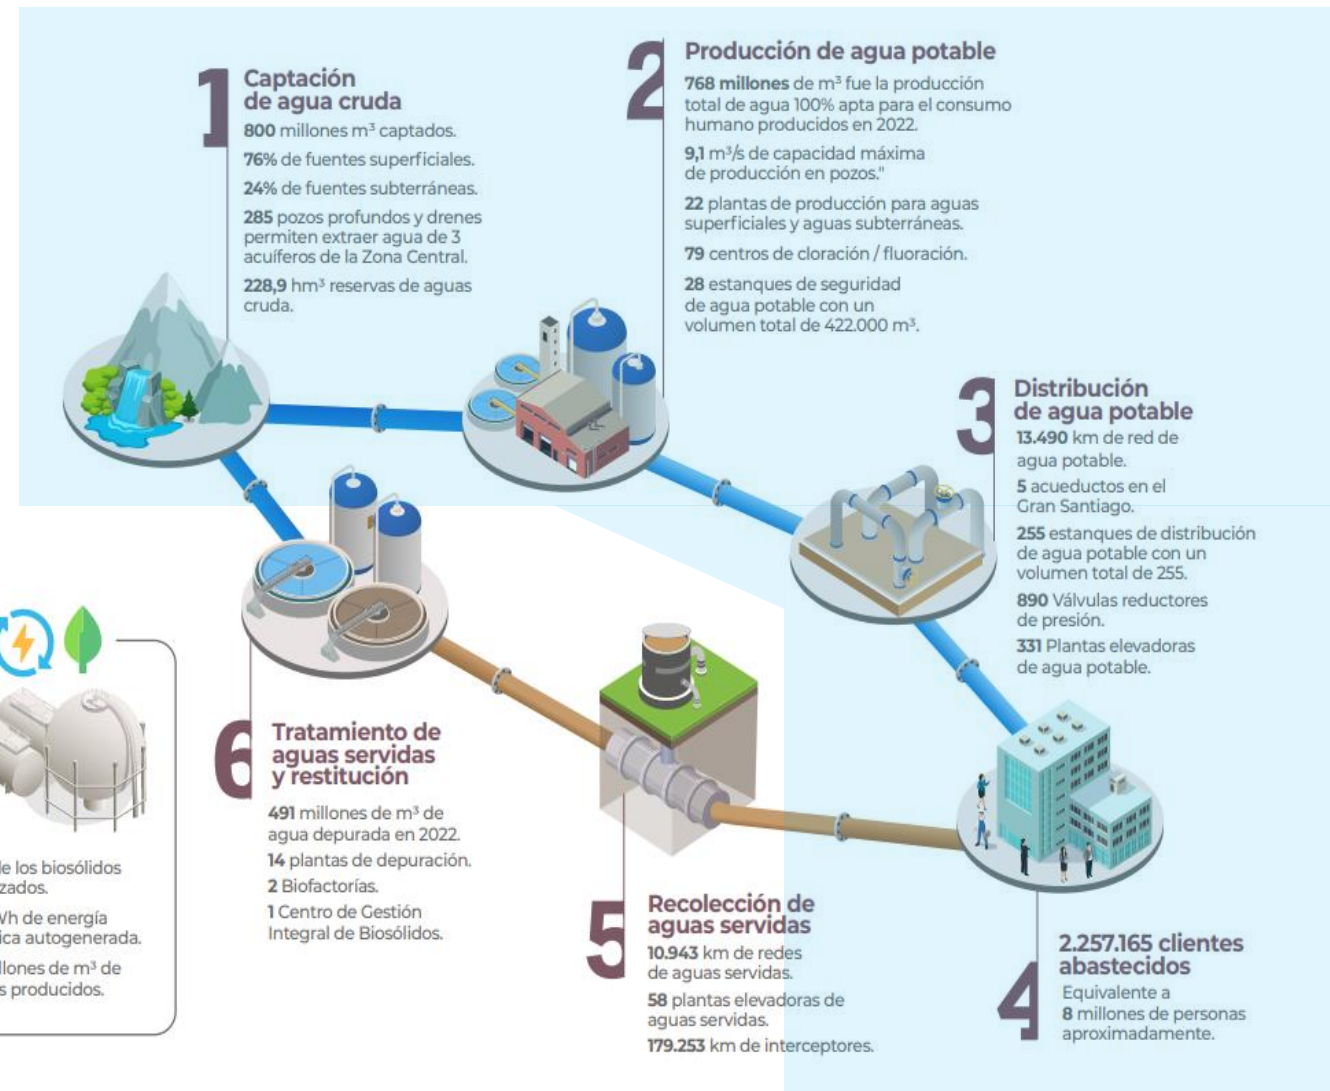 1
Captación
de agua cruda
800 millones m³ captados.
76% de fuentes superficiales.
24% de fuentes subterráneas.
285 pozos profundos y drenes
permiten extraer agua de 3
acuíferos de la Zona Central.
228,9 hm³ reservas de aguas
cruda.
2
Producción de agua potable
768 millones de m³ fue la producción
total de agua 100% apta para el consumo
humano producidos en 2022.
9,1 m³/s de capacidad máxima
de producción en pozos."
22 plantas de producción para aguas
superficiales y aguas subterráneas.
79 centros de cloración / fluoración.
28 estanques de seguridad
de agua potable con un
volumen total de 422.000 m³.
3
Distribución
de agua potable
13.490 km de red de
agua potable.
5 acueductos en el
Gran Santiago.
255 estanques de distribución
de agua potable con un
volumen total de 255.
890 Válvulas reductores
de presión.
331 Plantas elevadoras
de agua potable.
4
2.257.165 clientes
abastecidos
Equivalente a
8 millones de personas
aproximadamente.
5
Recolección de
aguas servidas
10.943 km de redes
de aguas servidas.
58 plantas elevadoras de
aguas servidas.
179.253 km de interceptores.
6
Tratamiento de
aguas servidas
y restitución
491 millones de m³ de
agua depurada en 2022.
14 plantas de depuración.
2 Biofactorías.
1 Centro de Gestión
Integral de Biosólidos.
de los biosólidos
zados.
Wh de energía
ica autogenerada.
llones de m³ de
s producidos.